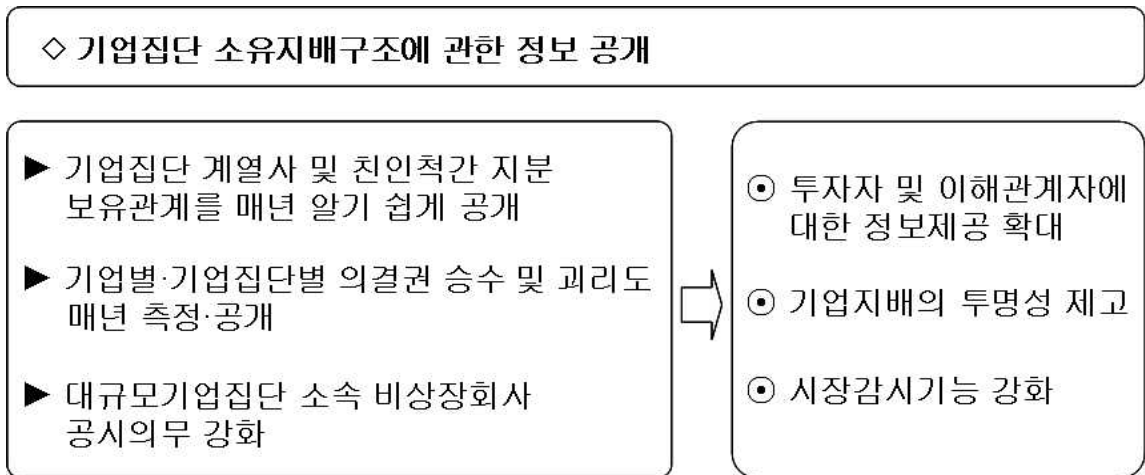 ◇ 기업집단 소유지배구조에 관한 정보 공개
▶ 기업집단 계열사 및 친인척간 지분
보유관계를 매년 알기 쉽게 공개
▶ 기업별·기업집단별 의결권 승수 및 괴리도
매년 측정·공개
▶ 대규모기업집단 소속 비상장회사
공시의무 강화
⊙ 투자자 및 이해관계자에
대한 정보제공 확대
⊙ 기업지배의 투명성 제고
⊙ 시장감시기능 강화